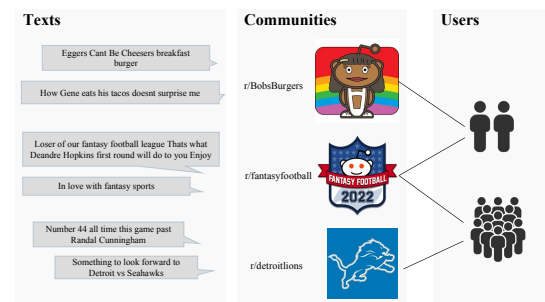 Texts
Communities
Users
Eggers Cant Be Cheesers breakfast
burger
How Gene eats his tacos doesnt surprise me
r/BobsBurgers
Loser of our fantasy football league Thats what
Deandre Hopkins first round will do to you Enjoy
In love with fantasy sports
r/fantasyfootball
FANTASY FOOTBALL
2022
Number 44 all time this game past
Randal Cunningham
Something to look forward to
Detroit vs Seahawks
r/detroitlions